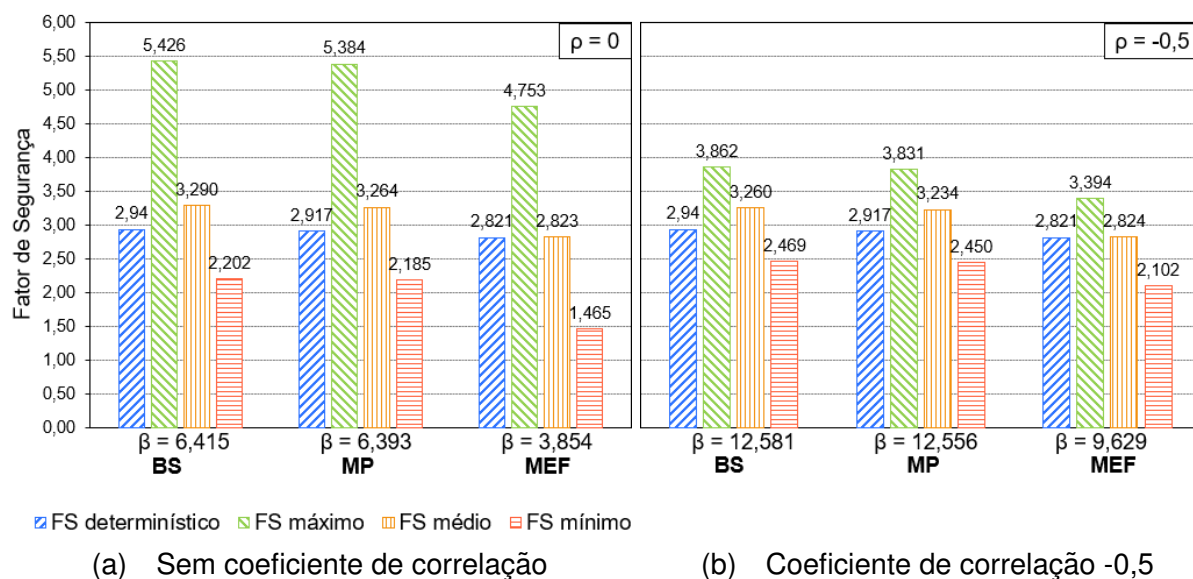 6,00
5,50
5,00
4,50
4,00
3,50
3,00
2,50
2,00
1,50
1,00
0,50
0,00
Fator de Segurança
ρ = 0
5,426
5,384
4,753
2,94
3,290
2,202
2,917
3,264
2,185
2,821
2,823
1,465
β = 6,415
BS
β = 6,393
MP
β = 3,854
MEF
ρ = -0,5
3,862
3,831
3,394
2,94
3,260
2,469
2,917
3,234
2,450
2,821
2,824
2,102
β = 12,581
BS
β = 12,556
MP
β = 9,629
MEF
FS determinístico FS máximo FS médio FS mínimo
(a) Sem coeficiente de correlação
(b) Coeficiente de correlação -0,5